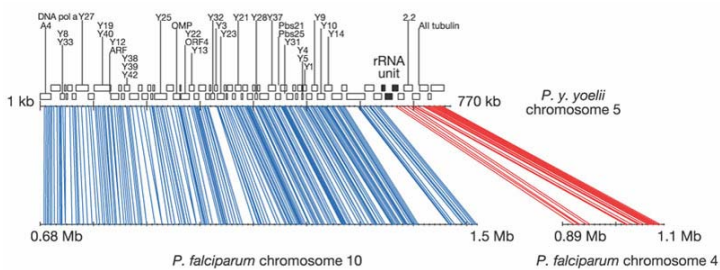 DNA pol a Y27 Y25 Y32 Y21 Y28 Y37 Y9 2,2
A4 Y19 OMP Y3 Pbs21 Y10 All tubulin
Y8 Y40 Y22 Y23 Pbs25 Y14
Y33 Y12 ORF4 Y31
ARF Y13 Y4
Y38 Y5
Y39 Y1
Y42
rRNA
unit
1 kb 770 kb
P. y. yoelii
chromosome 5
0.68 Mb 1.5 Mb 0.89 Mb 1.1 Mb
P. falciparum chromosome 10 P. falciparum chromosome 4